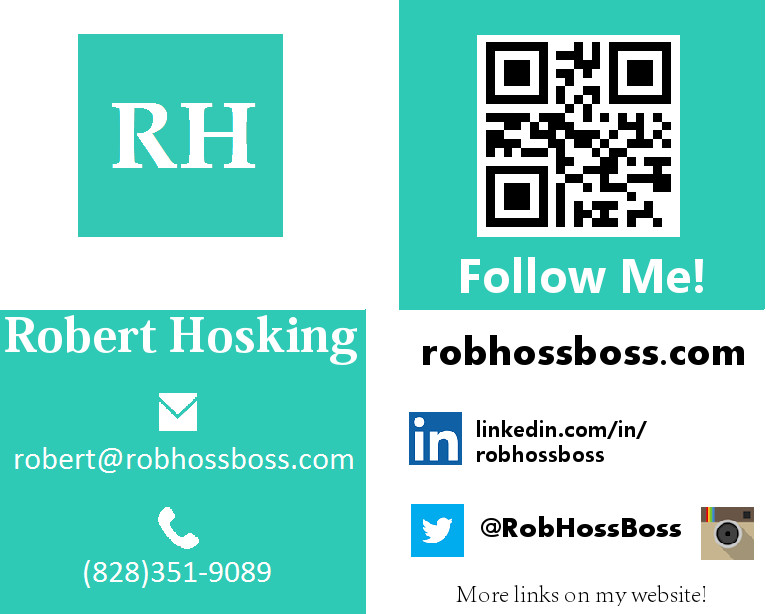 RH
Robert Hosking
robert@robhossboss.com
(828)351-9089
Follow Me!
robhossboss.com
in
linkedin.com/in/
robhossboss
@RobHossBoss
More links on my website!